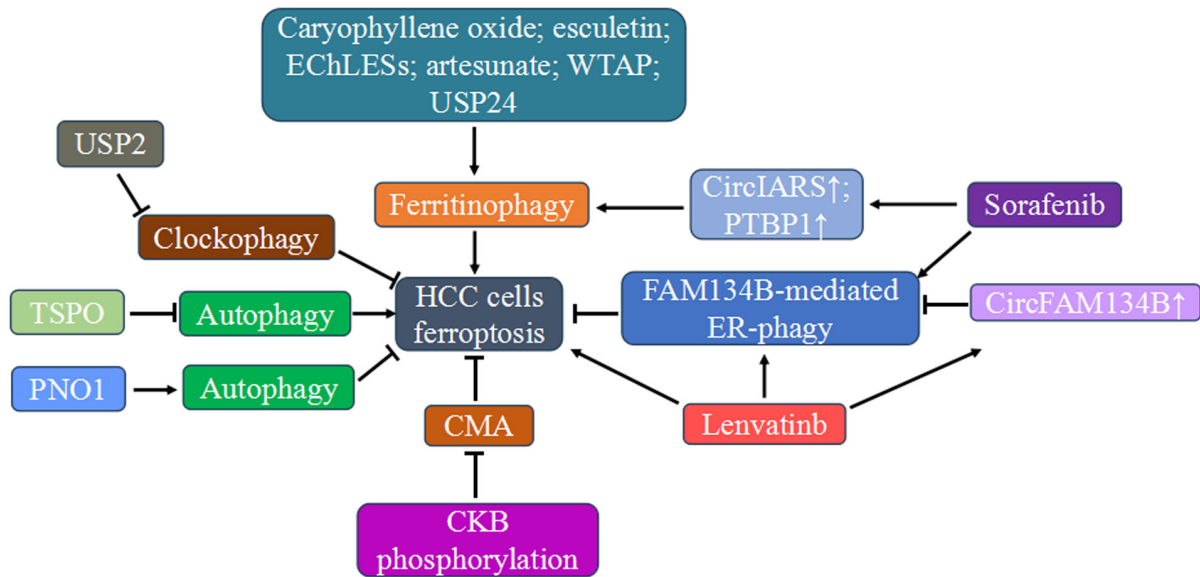 Caryophyllene oxide; esculetin;
EChLESs; artesunate; WTAP;
USP24
USP2
Ferritinophagy
CircIARS↑;
PTBP1↑
Sorafenib
Clockophagy
TSPO
Autophagy
HCC cells
ferroptosis
FAM134B-mediated
ER-phagy
CircFAM134B↑
PNO1
Autophagy
CMA
Lenvatinb
CKB
phosphorylation